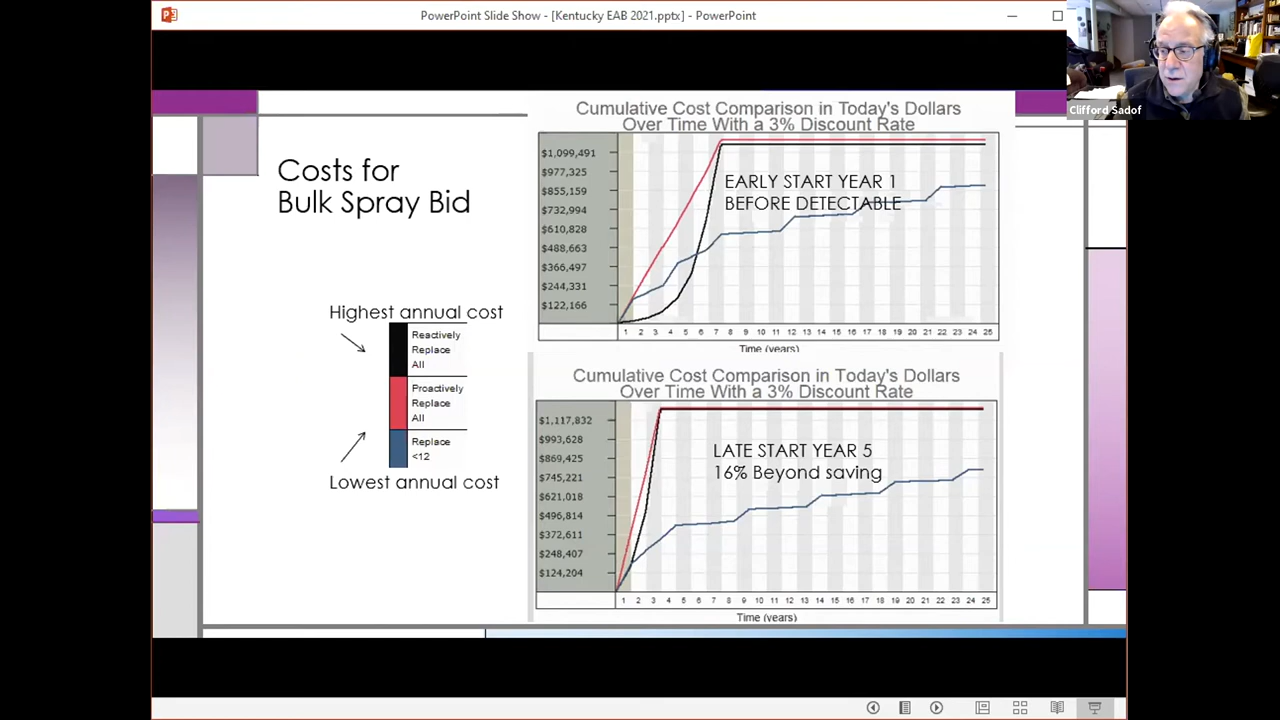 PowerPoint Slide Show - [Kentucky EAB 2021.pptx] - PowerPoint
Clifford Sadof
Costs for
Bulk Spray Bid
Highest annual cost
Reactively
Replace
All
Proactively
Replace
All
Replace
<12
Lowest annual cost
Cumulative Cost Comparison in Today's Dollars
Over Time With a 3% Discount Rate
EARLY START YEAR 1
BEFORE DETECTABLE
$1,099,491
$977,325
$855,159
$732,994
$610,828
$488,663
$366,497
$244,331
$122,166
1 2 3 4 5 6 7 8 9 10 11 12 13 14 15 16 17 18 19 20 21 22 23 24 25
Time (years)
Cumulative Cost Comparison in Today's Dollars
Over Time With a 3% Discount Rate
LATE START YEAR 5
16% Beyond saving
$1,117,832
$993,628
$869,425
$745,221
$621,018
$496,814
$372,611
$248,407
$124,204
1 2 3 4 5 6 7 8 9 10 11 12 13 14 15 16 17 18 19 20 21 22 23 24 25
Time (years)